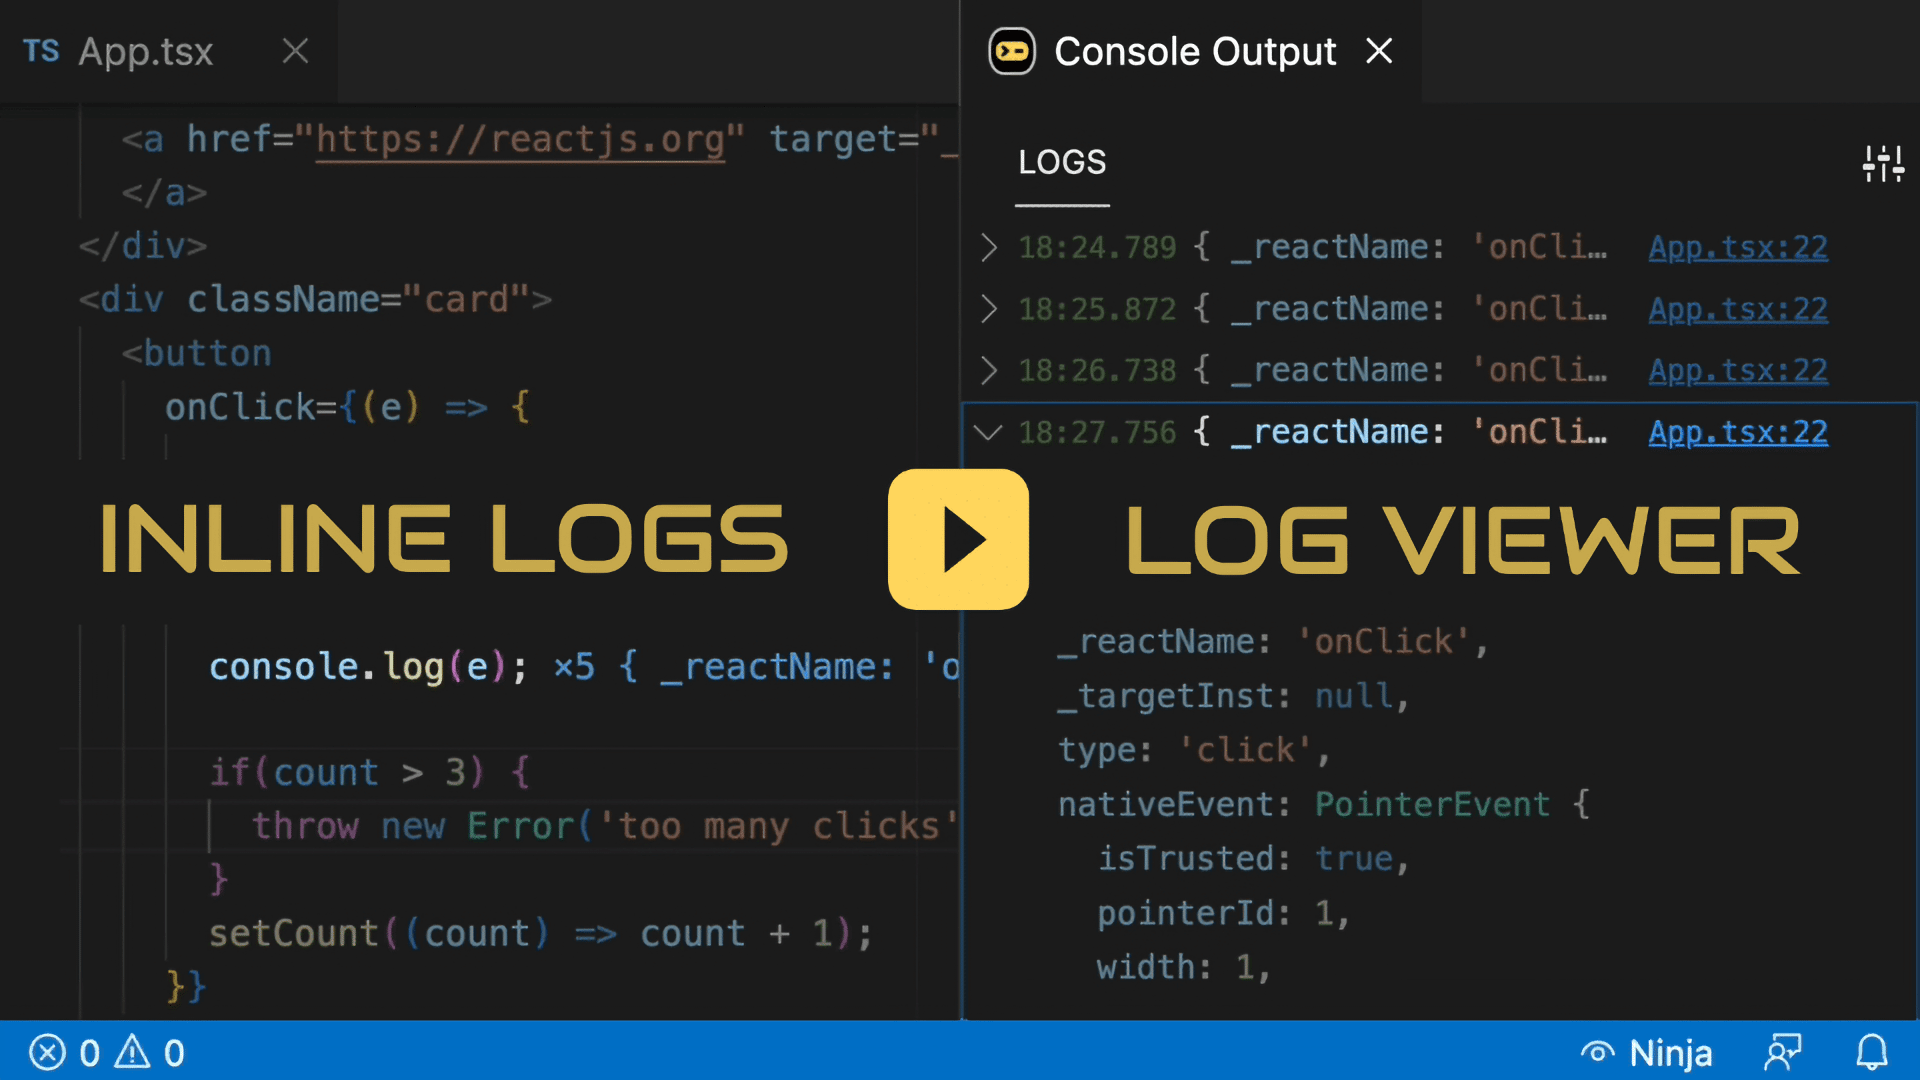 TS App.tsx
<a href="https://reactjs.org" target="_
</a>
</div>
<div className="card">
<button
onClick={(e) => {
INLINE LOGS
console.log(e); ×5 { _reactName: 'o
if(count > 3) {
throw new Error('too many clicks'
}
setCount((count) => count + 1);
}}
Console Output
LOGS
18:24.789 { _reactName: 'onCli… App.tsx:22
18:25.872 { _reactName: 'onCli… App.tsx:22
18:26.738 { _reactName: 'onCli… App.tsx:22
18:27.756 { _reactName: 'onCli… App.tsx:22
LOG VIEWER
_reactName: 'onClick',
_targetInst: null,
type: 'click',
nativeEvent: PointerEvent {
isTrusted: true,
pointerId: 1,
width: 1,
0 0
Ninja